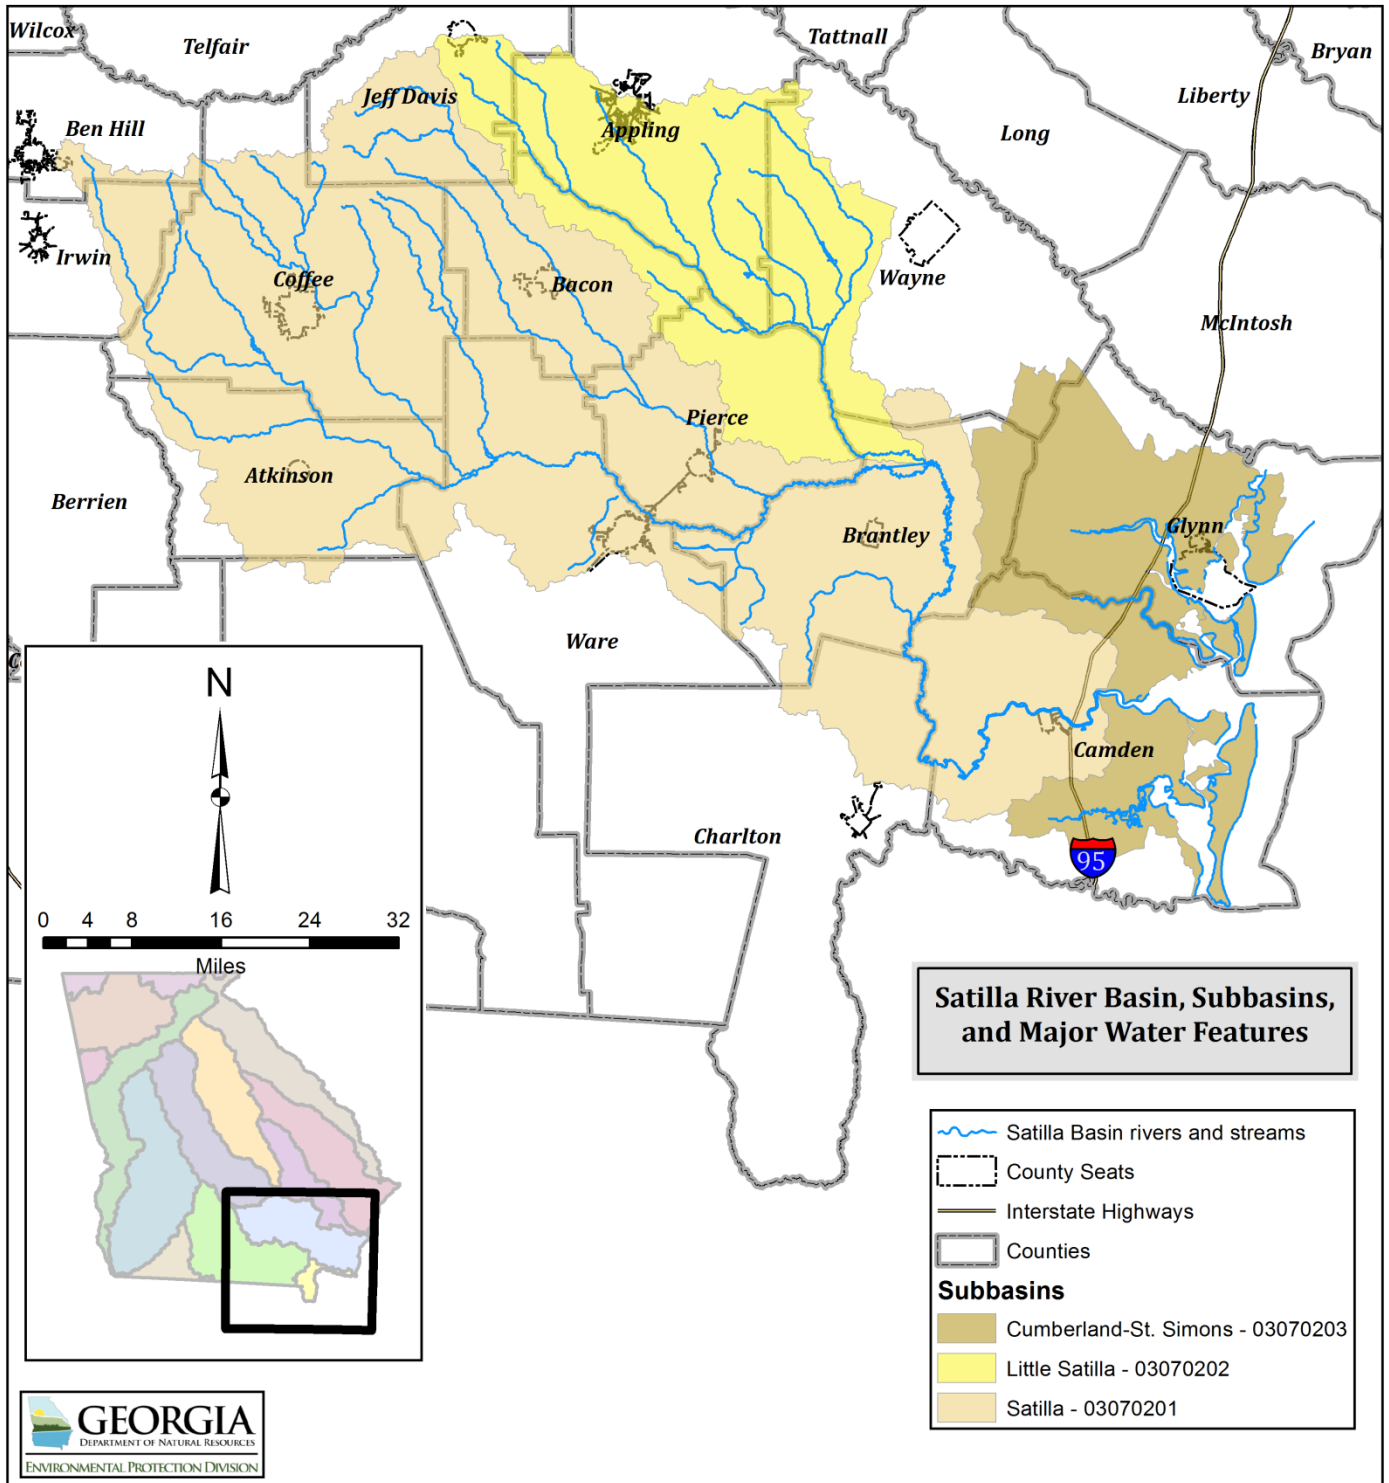 Wilcox
Telfair
Tattnall
Bryan
Jeff Davis
Liberty
Ben Hill
Appling
Long
Irwin
Coffee
Bacon
Wayne
McIntosh
Pierce
Atkinson
Berrien
Brantley
Glynn
Ware
Camden
Charlton
95
N
0 4 8 16 24 32
Miles
Satilla River Basin, Subbasins,
and Major Water Features
Satilla Basin rivers and streams
County Seats
Interstate Highways
Counties
Subbasins
Cumberland-St. Simons - 03070203
Little Satilla - 03070202
Satilla - 03070201
GEORGIA
DEPARTMENT OF NATURAL RESOURCES
ENVIRONMENTAL PROTECTION DIVISION